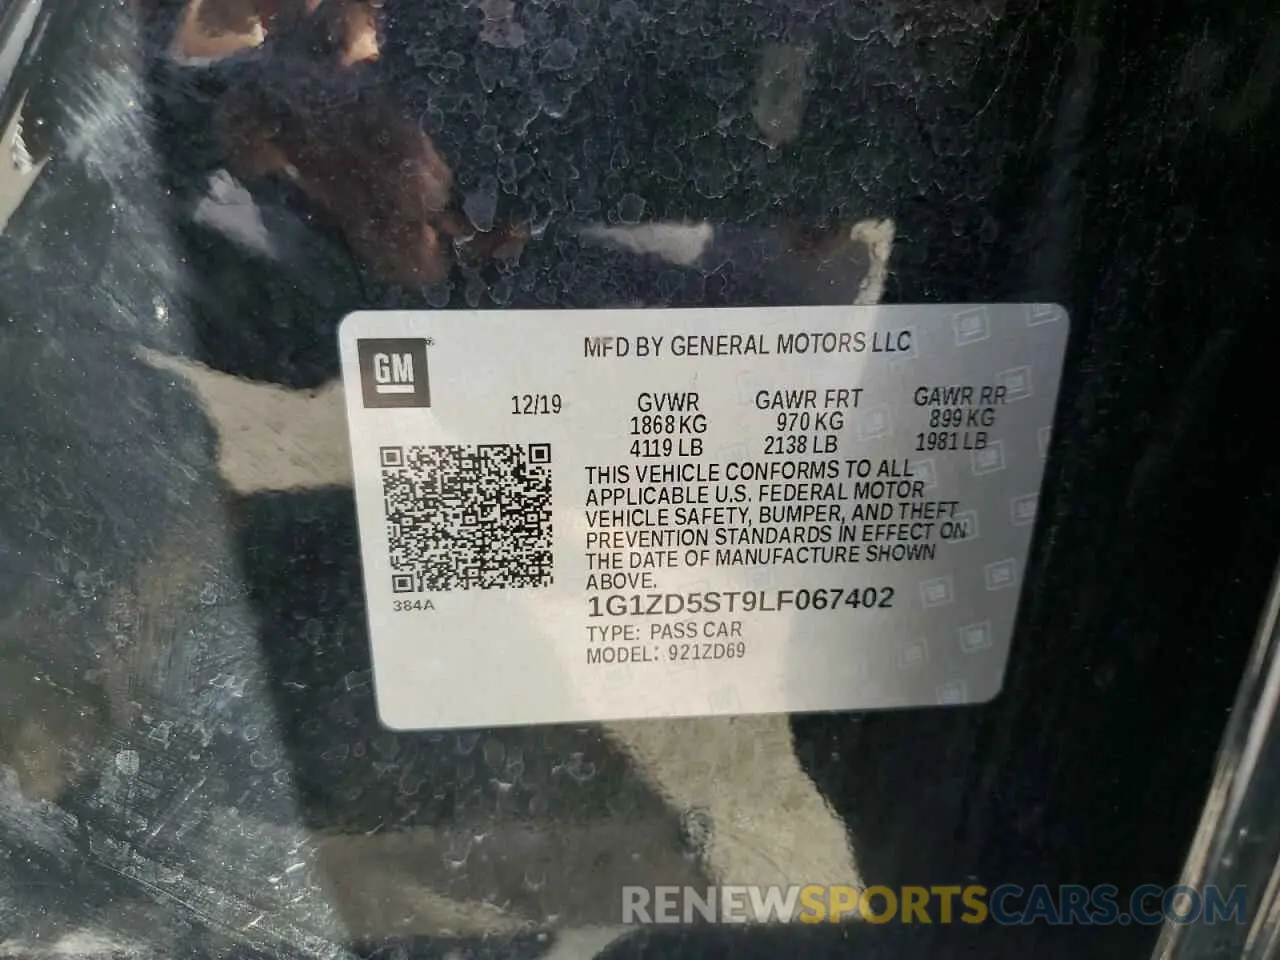 GM
MFD BY GENERAL MOTORS LLC
12/19 GVWR GAWR FRT GAWR RR
1868 KG 970 KG 899 KG
4119 LB 2138 LB 1981 LB
THIS VEHICLE CONFORMS TO ALL
APPLICABLE U.S. FEDERAL MOTOR
VEHICLE SAFETY, BUMPER, AND THEFT
PREVENTION STANDARDS IN EFFECT ON
THE DATE OF MANUFACTURE SHOWN
ABOVE.
384A
1G1ZD5ST9LF067402
TYPE: PASS CAR
MODEL: 921ZD69
RENEWSPORTSCARS.COM